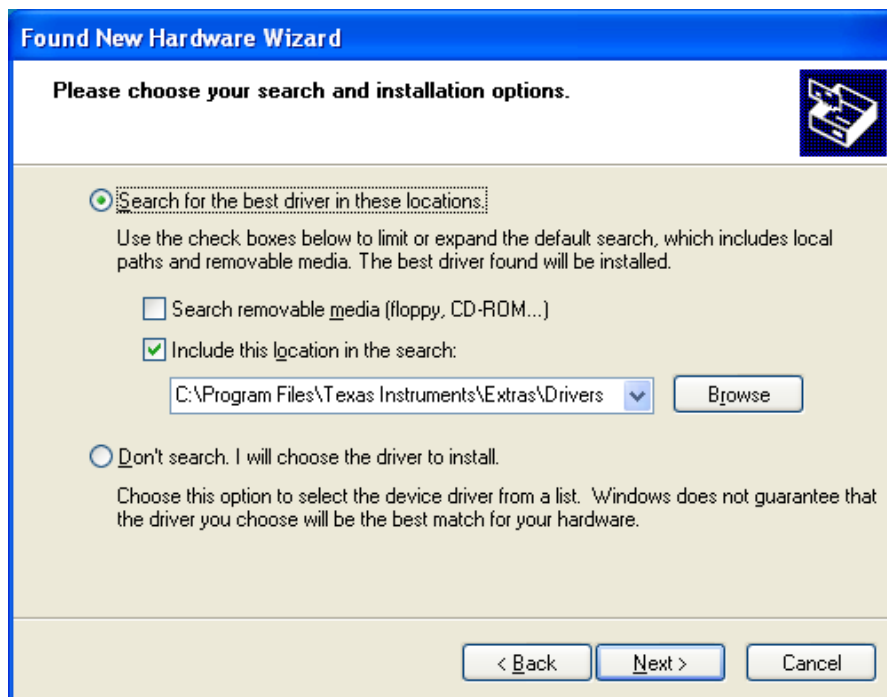 Found New Hardware Wizard
Please choose your search and installation options.
Search for the best driver in these locations.
Use the check boxes below to limit or expand the default search, which includes local
paths and removable media. The best driver found will be installed.
Search removable media (floppy, CD-ROM...)
Include this location in the search:
C:\Program Files\Texas Instruments\Extras\Drivers
Browse
Don't search. I will choose the driver to install.
Choose this option to select the device driver from a list. Windows does not guarantee that
the driver you choose will be the best match for your hardware.
< Back Next > Cancel